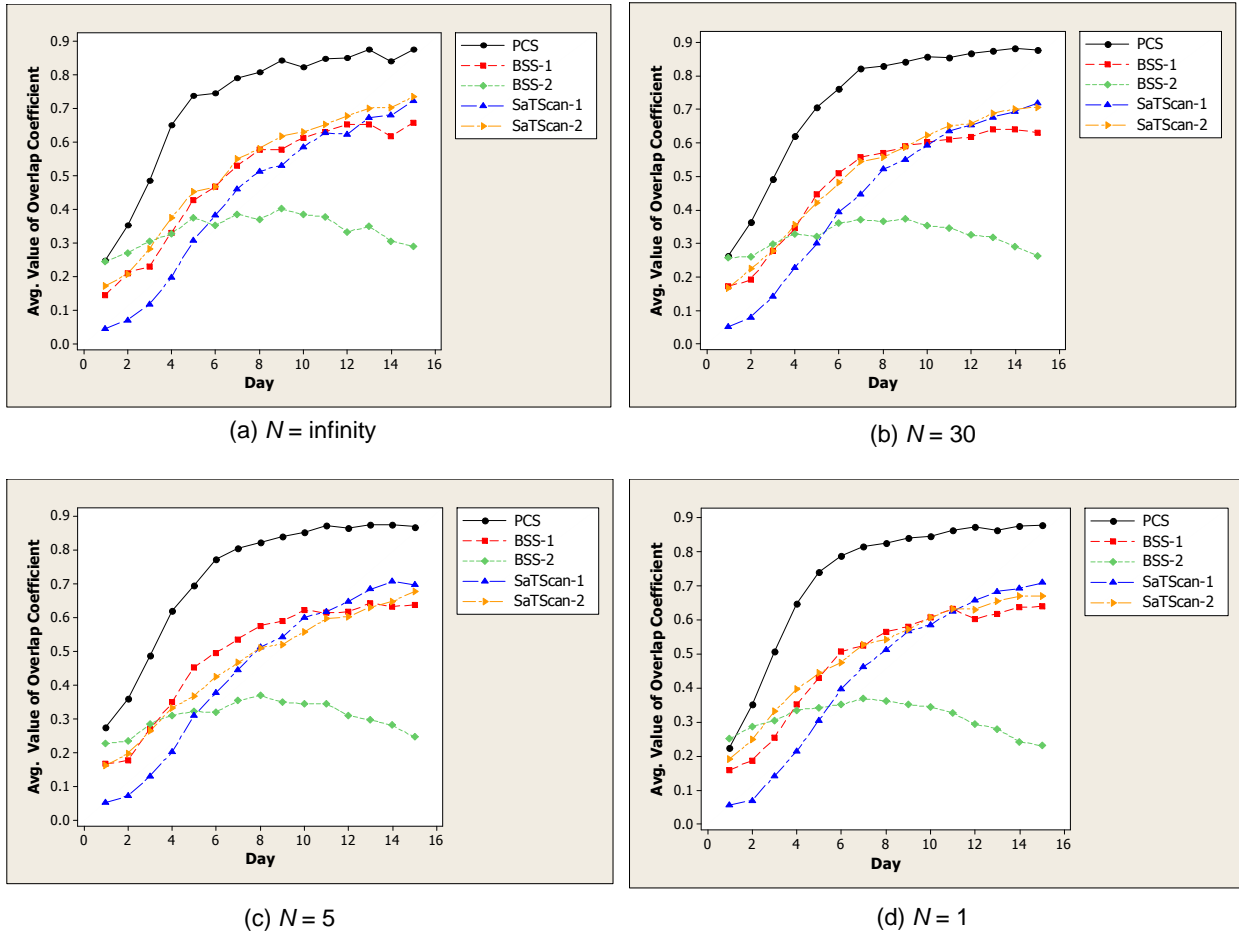 0.9
0.8
0.7
0.6
0.5
0.4
0.3
0.2
0.1
0.0
Avg. Value of Overlap Coefficient
0 2 4 6 8 10 12 14 16
Day
PCS
BSS-1
BSS-2
SaTScan-1
SaTScan-2
(a) N = infinity
0.9
0.8
0.7
0.6
0.5
0.4
0.3
0.2
0.1
0.0
Avg. Value of Overlap Coefficient
0 2 4 6 8 10 12 14 16
Day
PCS
BSS-1
BSS-2
SaTScan-1
SaTScan-2
(b) N = 30
0.9
0.8
0.7
0.6
0.5
0.4
0.3
0.2
0.1
0.0
Avg. Value of Overlap Coefficient
0 2 4 6 8 10 12 14 16
Day
PCS
BSS-1
BSS-2
SaTScan-1
SaTScan-2
(c) N = 5
0.9
0.8
0.7
0.6
0.5
0.4
0.3
0.2
0.1
0.0
Avg. Value of Overlap Coefficient
0 2 4 6 8 10 12 14 16
Day
PCS
BSS-1
BSS-2
SaTScan-1
SaTScan-2
(d) N = 1